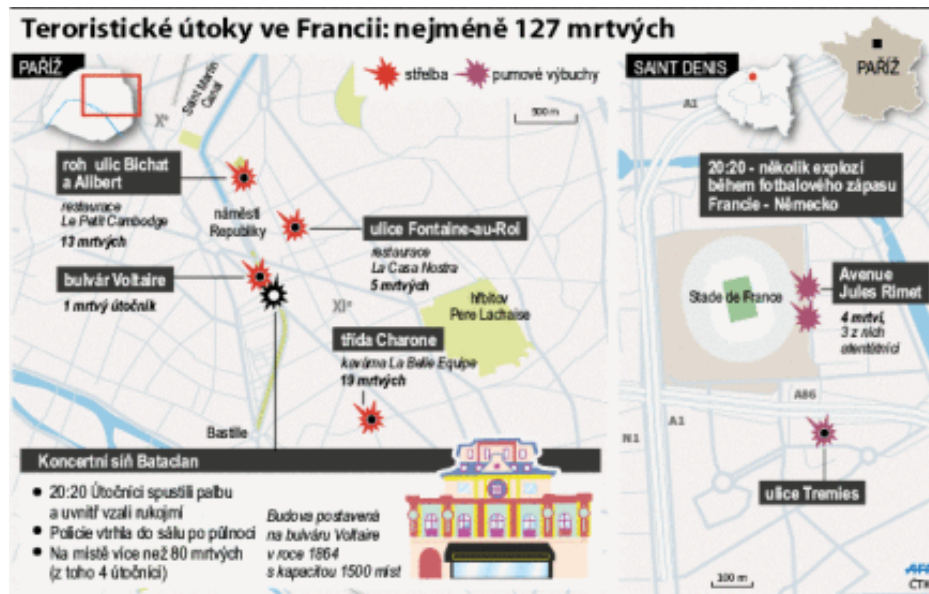 Teroristické útoky ve Francii: nejméně 127 mrtvých
PAŘÍŽ
Saint Martin
Canal
Xᵉ
střelba
pumové výbuchy
500 m
roh ulic Bichat
a Alibert
restaurace
Le Petit Cambodge
13 mrtvých
náměstí
Republiky
ulice Fontaine-au-Roi
restaurace
La Casa Nostra
5 mrtvých
bulvár Voltaire
1 mrtvý útočník
XIᵉ
hřbitov
Pere Lachaise
třída Charone
kavárna La Belle Equipe
19 mrtvých
Bastille
Koncertní síň Bataclan
• 20:20 Útočníci spustili palbu
a uvnitř vzali rukojmí
• Policie vtrhla do sálu po půlnoci
• Na místě více než 80 mrtvých
(z toho 4 útočníci)
Budova postavená
na bulváru Voltaire
v roce 1864
s kapacitou 1500 míst
SAINT DENIS
PAŘÍŽ
A1
20:20 - několik explozí
během fotbalového zápasu
Francie - Německo
Stade de France
Avenue
Jules Rimet
4 mrtví,
3 z nich
atentátníci
A86
N1
A1
ulice Tremies
100 m
AFP
ČTK